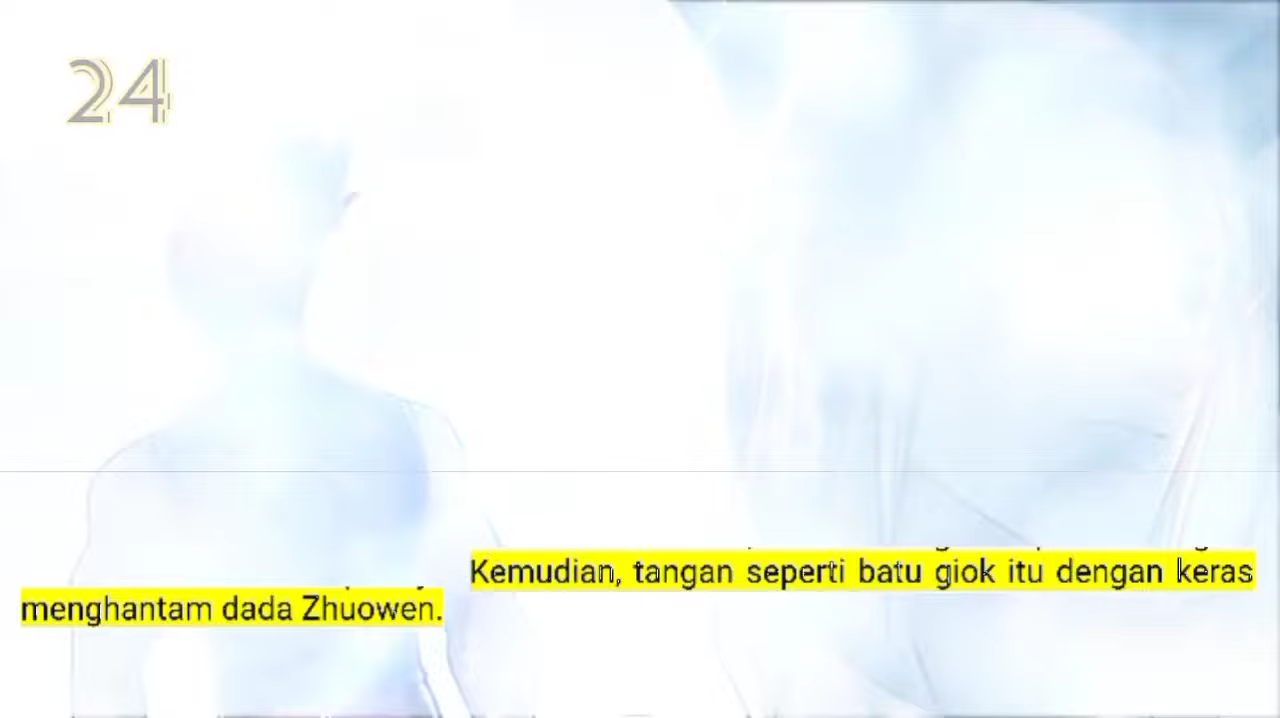 24
Kemudian, tangan seperti batu giok itu dengan keras
menghantam dada Zhuowen.